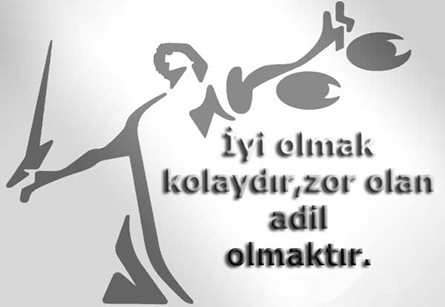 İyi olmak
kolaydır,zor olan
adil
olmaktır.